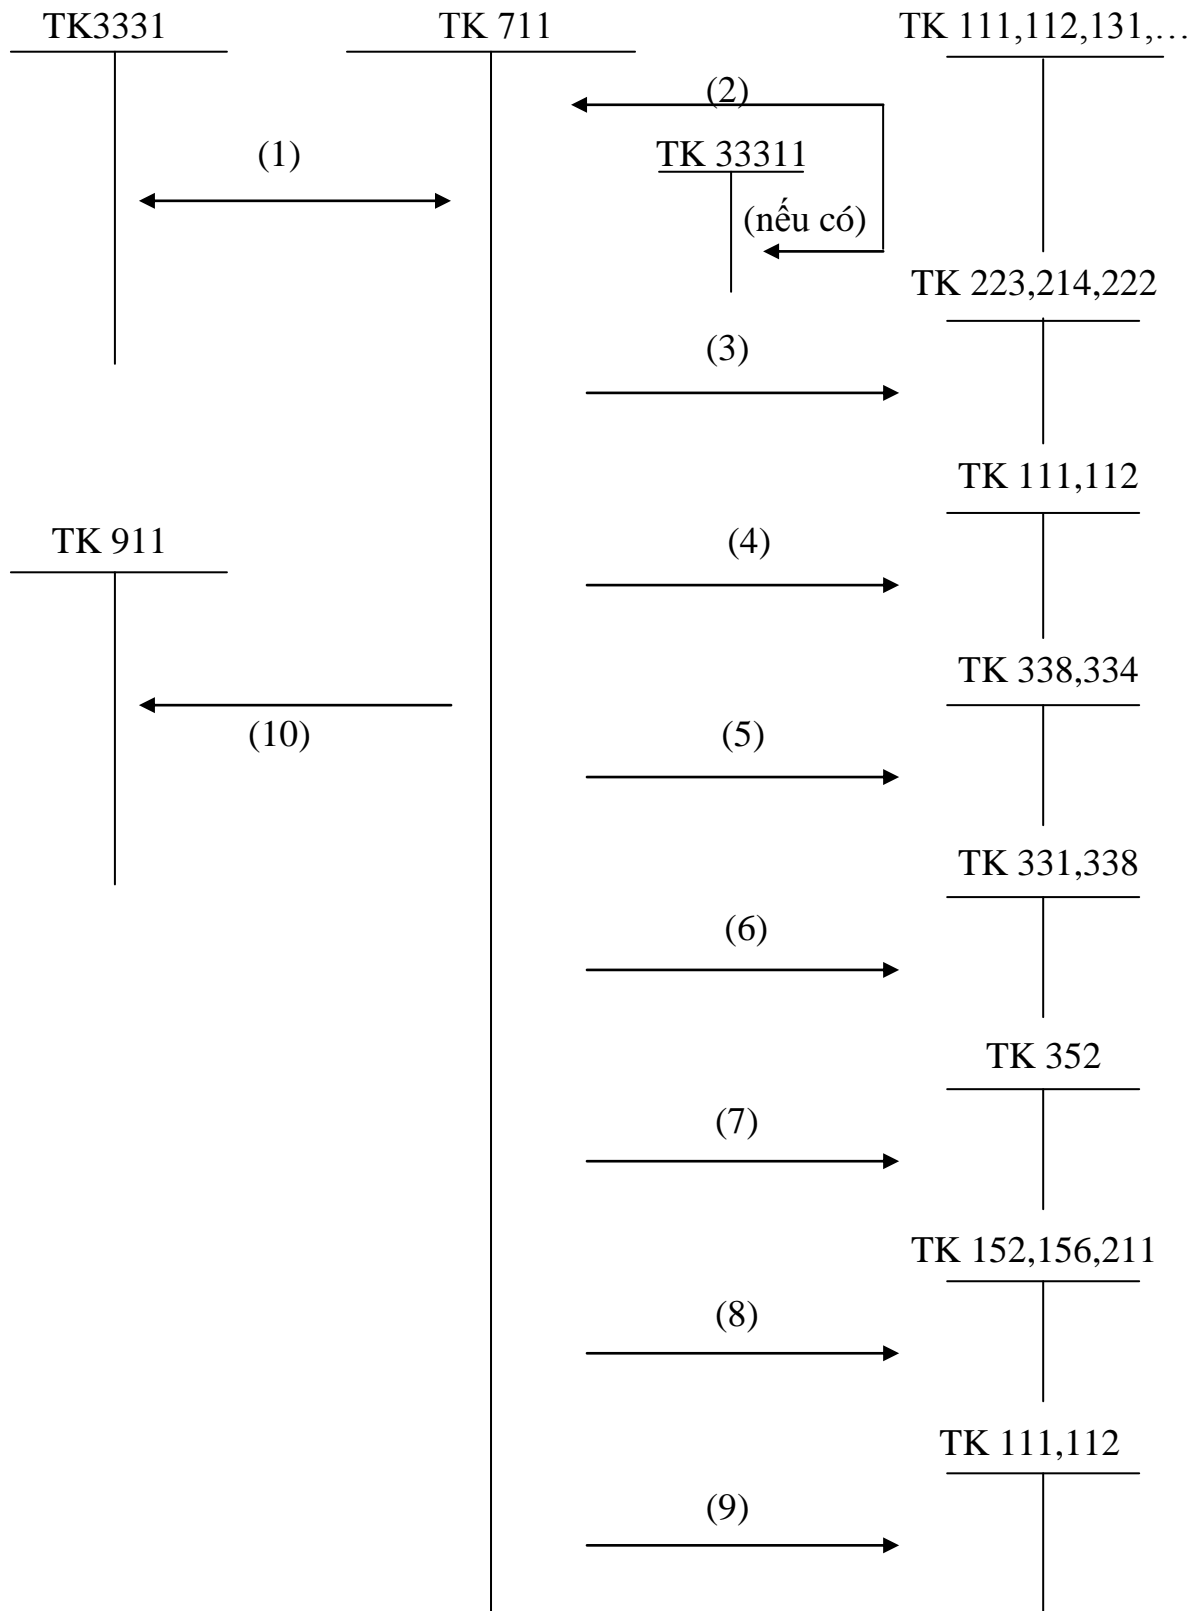 TK3331
TK 711
TK 111,112,131,…
(2)
(1)
TK 33311
(nếu có)
TK 223,214,222
(3)
TK 111,112
TK 911
(4)
TK 338,334
(10)
(5)
TK 331,338
(6)
TK 352
(7)
TK 152,156,211
(8)
TK 111,112
(9)